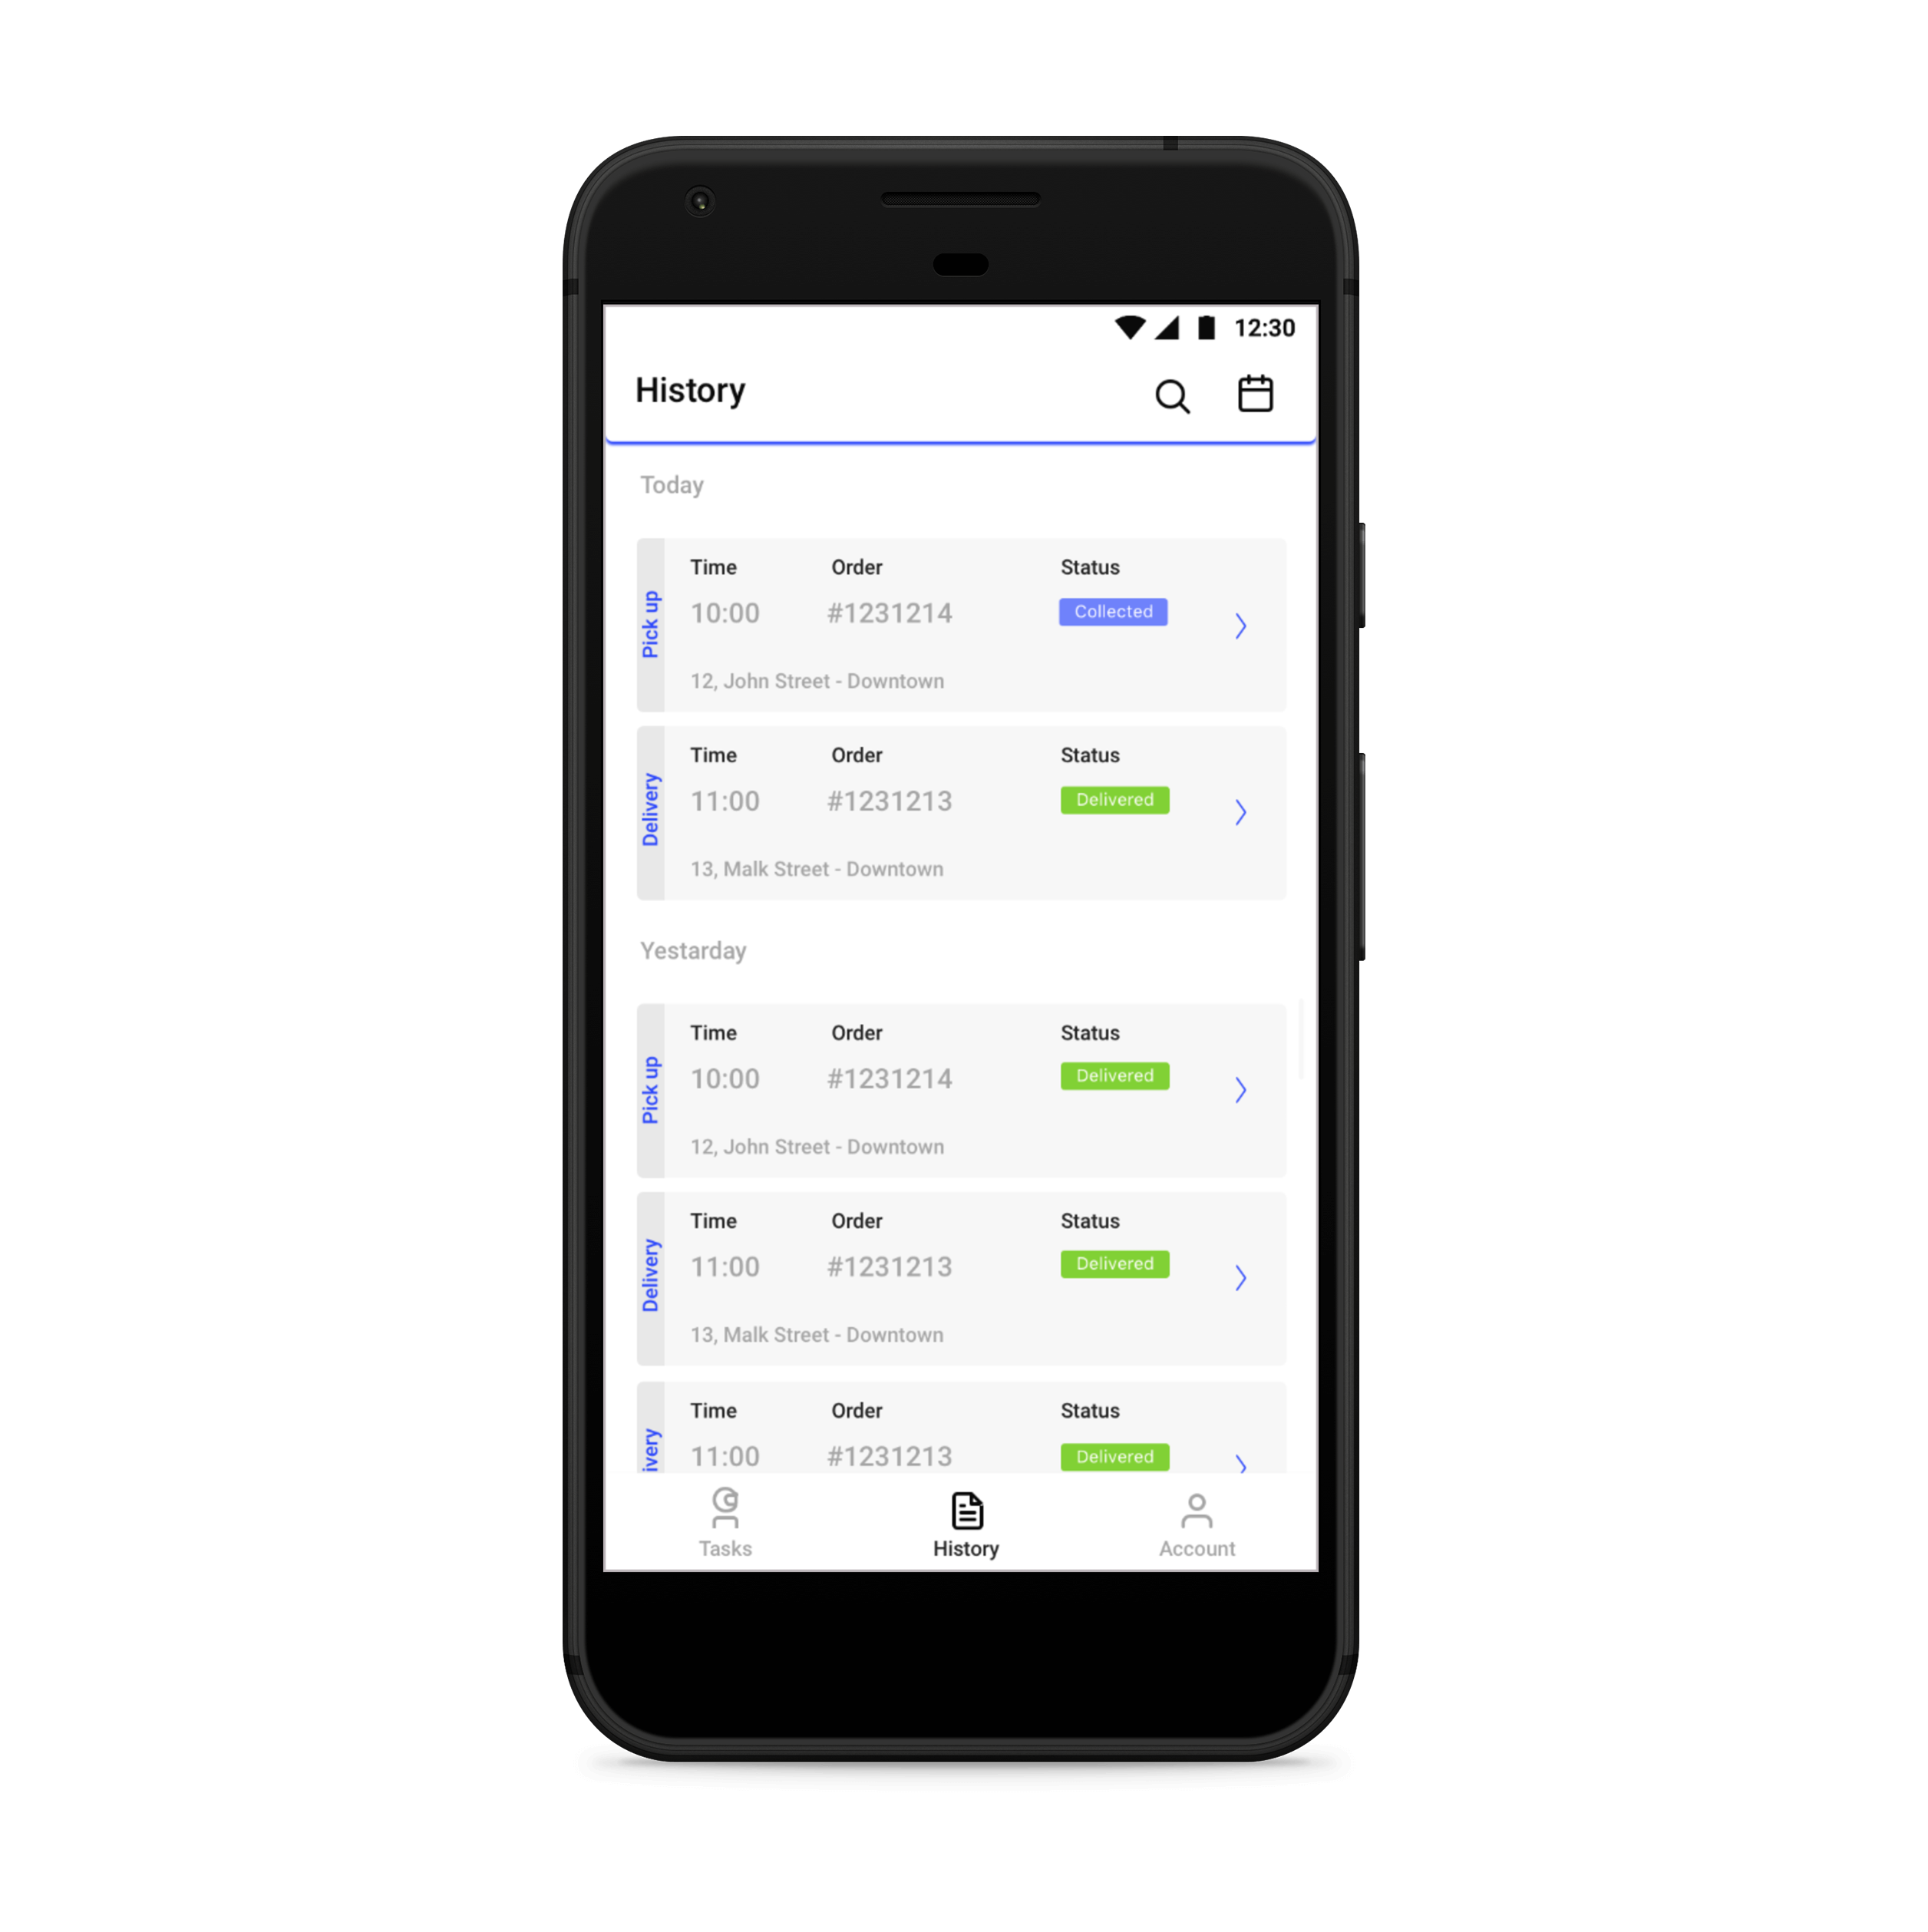 12:30
History
Today
Pick up
Time Order Status
10:00 #1231214 Collected
12, John Street - Downtown
Delivery
Time Order Status
11:00 #1231213 Delivered
13, Malk Street - Downtown
Yestarday
Pick up
Time Order Status
10:00 #1231214 Delivered
12, John Street - Downtown
Delivery
Time Order Status
11:00 #1231213 Delivered
13, Malk Street - Downtown
ivery
Time Order Status
11:00 #1231213 Delivered
Tasks History Account